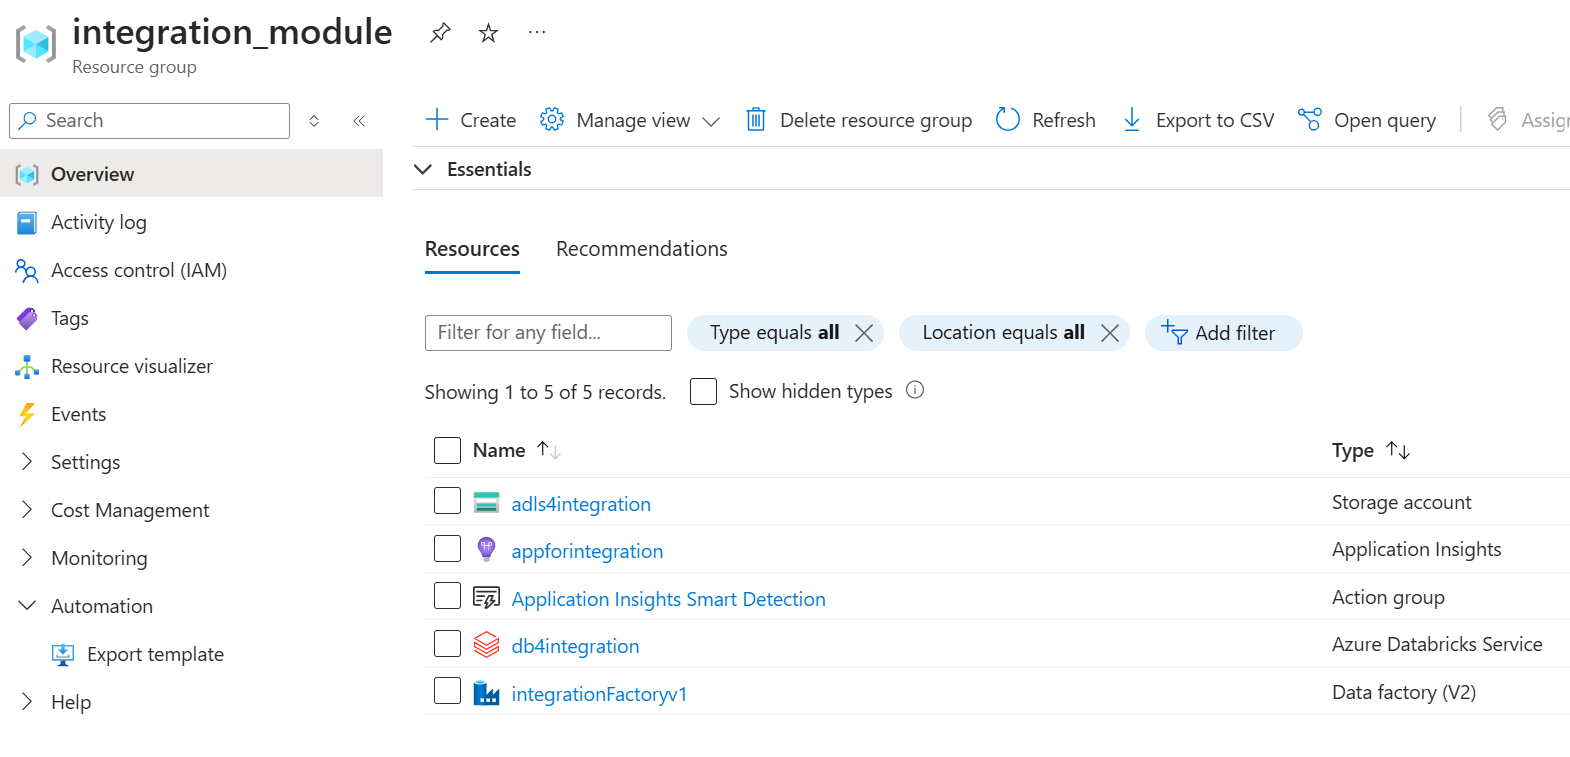 integration_module
Resource group
Search
Overview
Activity log
Access control (IAM)
Tags
Resource visualizer
Events
Settings
Cost Management
Monitoring
Automation
Export template
Help
Create Manage view Delete resource group Refresh Export to CSV Open query Assig
Essentials
Resources Recommendations
Filter for any field... Type equals all Location equals all Add filter
Showing 1 to 5 of 5 records. Show hidden types
Name Type
adls4integration Storage account
appforintegration Application Insights
Application Insights Smart Detection Action group
db4integration Azure Databricks Service
integrationFactoryv1 Data factory (V2)